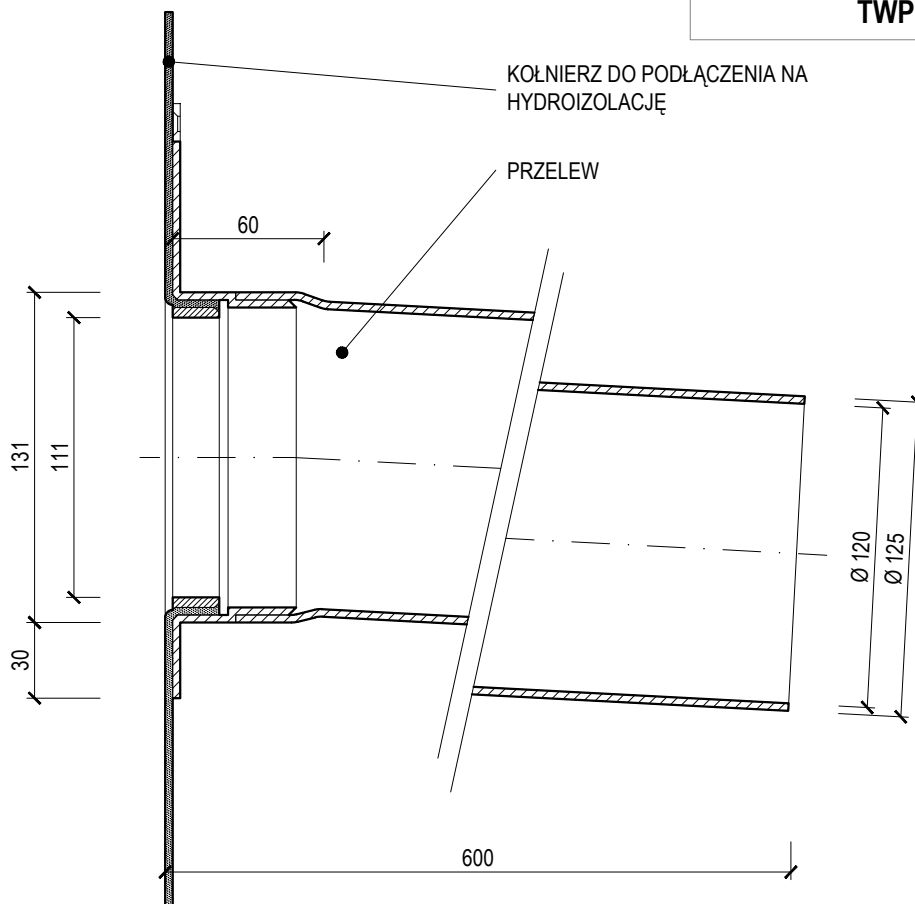 TWP
KOŁNIERZ DO PODŁĄCZENIA NA
HYDROIZOLACJĘ
PRZELEW
60
131
111
30
Ø 120
Ø 125
600